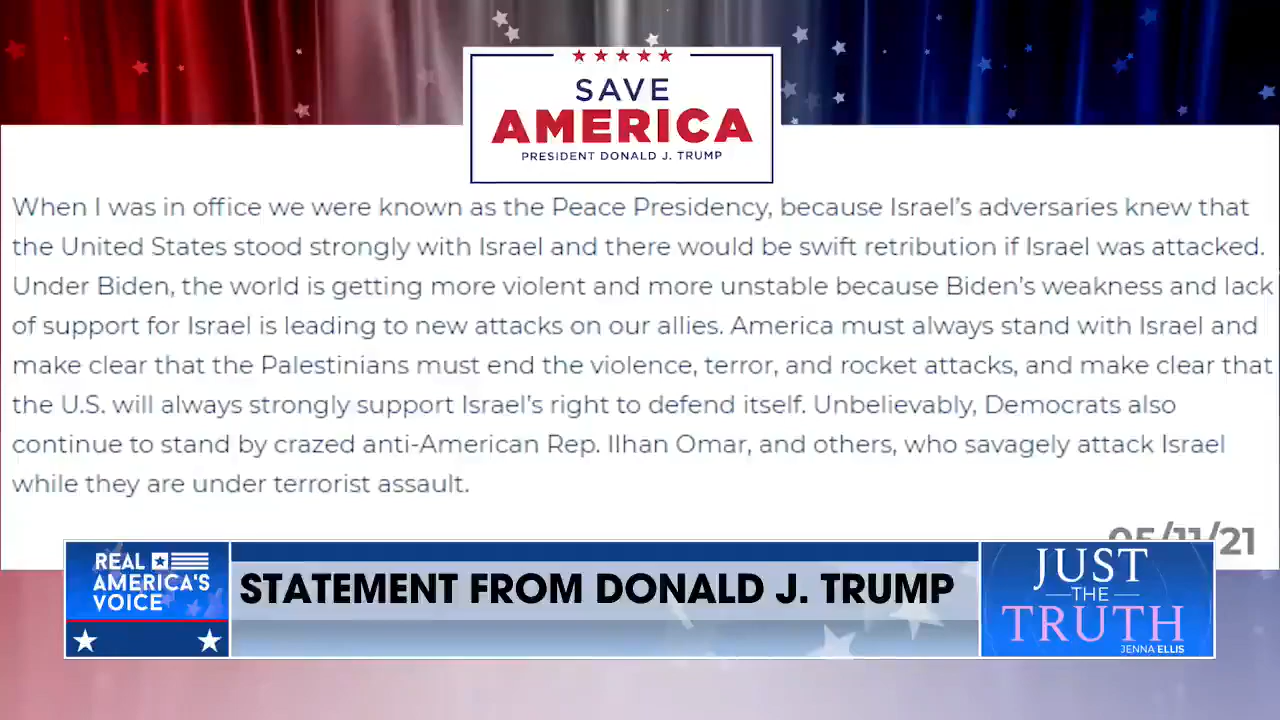 SAVE
AMERICA
PRESIDENT DONALD J. TRUMP
When I was in office we were known as the Peace Presidency, because Israel's adversaries knew that
the United States stood strongly with Israel and there would be swift retribution if Israel was attacked.
Under Biden, the world is getting more violent and more unstable because Biden's weakness and lack
of support for Israel is leading to new attacks on our allies. America must always stand with Israel and
make clear that the Palestinians must end the violence, terror, and rocket attacks, and make clear that
the U.S. will always strongly support Israel's right to defend itself. Unbelievably, Democrats also
continue to stand by crazed anti-American Rep. Ilhan Omar, and others, who savagely attack Israel
while they are under terrorist assault.
05/11/21
REAL
AMERICA'S
VOICE
STATEMENT FROM DONALD J. TRUMP
JUST
THE
TRUTH
JENNA ELLIS